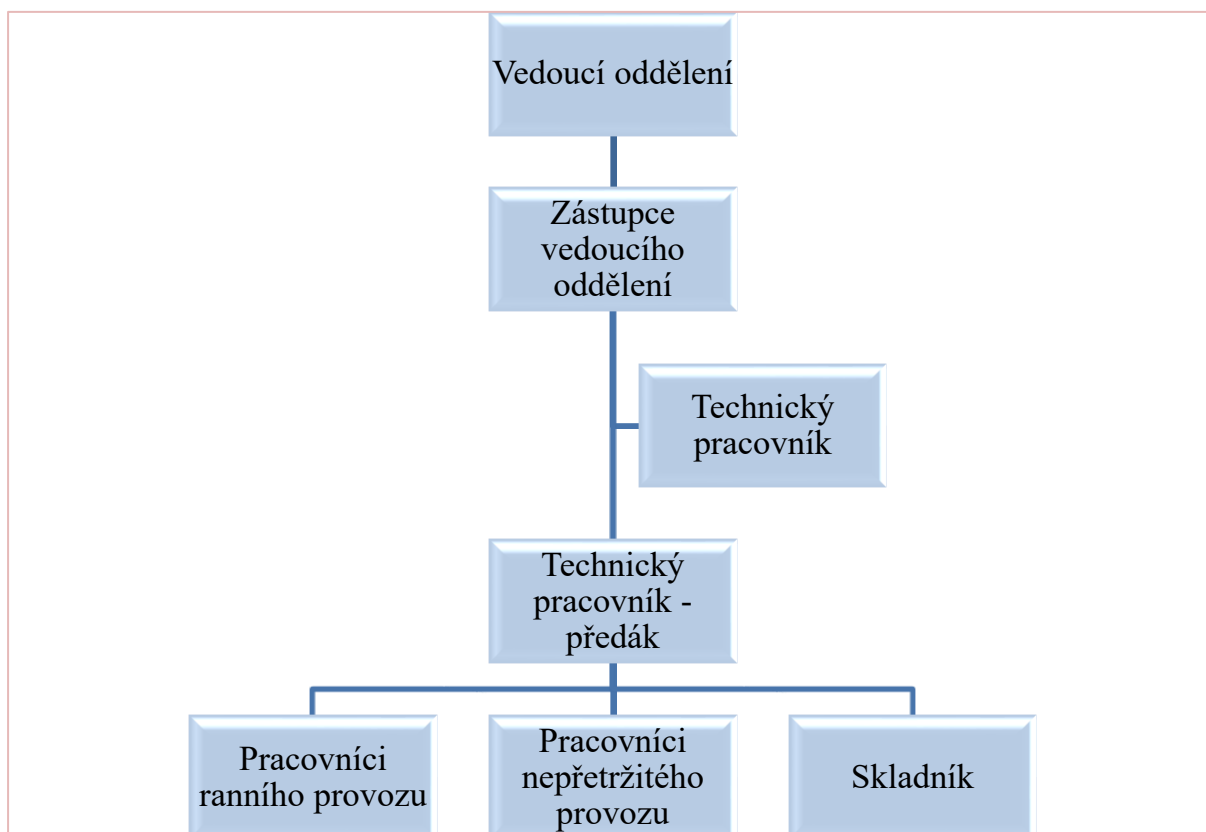 Vedoucí oddělení
Zástupce
vedoucího
oddělení
Technický
pracovník
Technický
pracovník -
předák
Pracovníci
ranního provozu
Pracovníci
nepřetržitého
provozu
Skladník